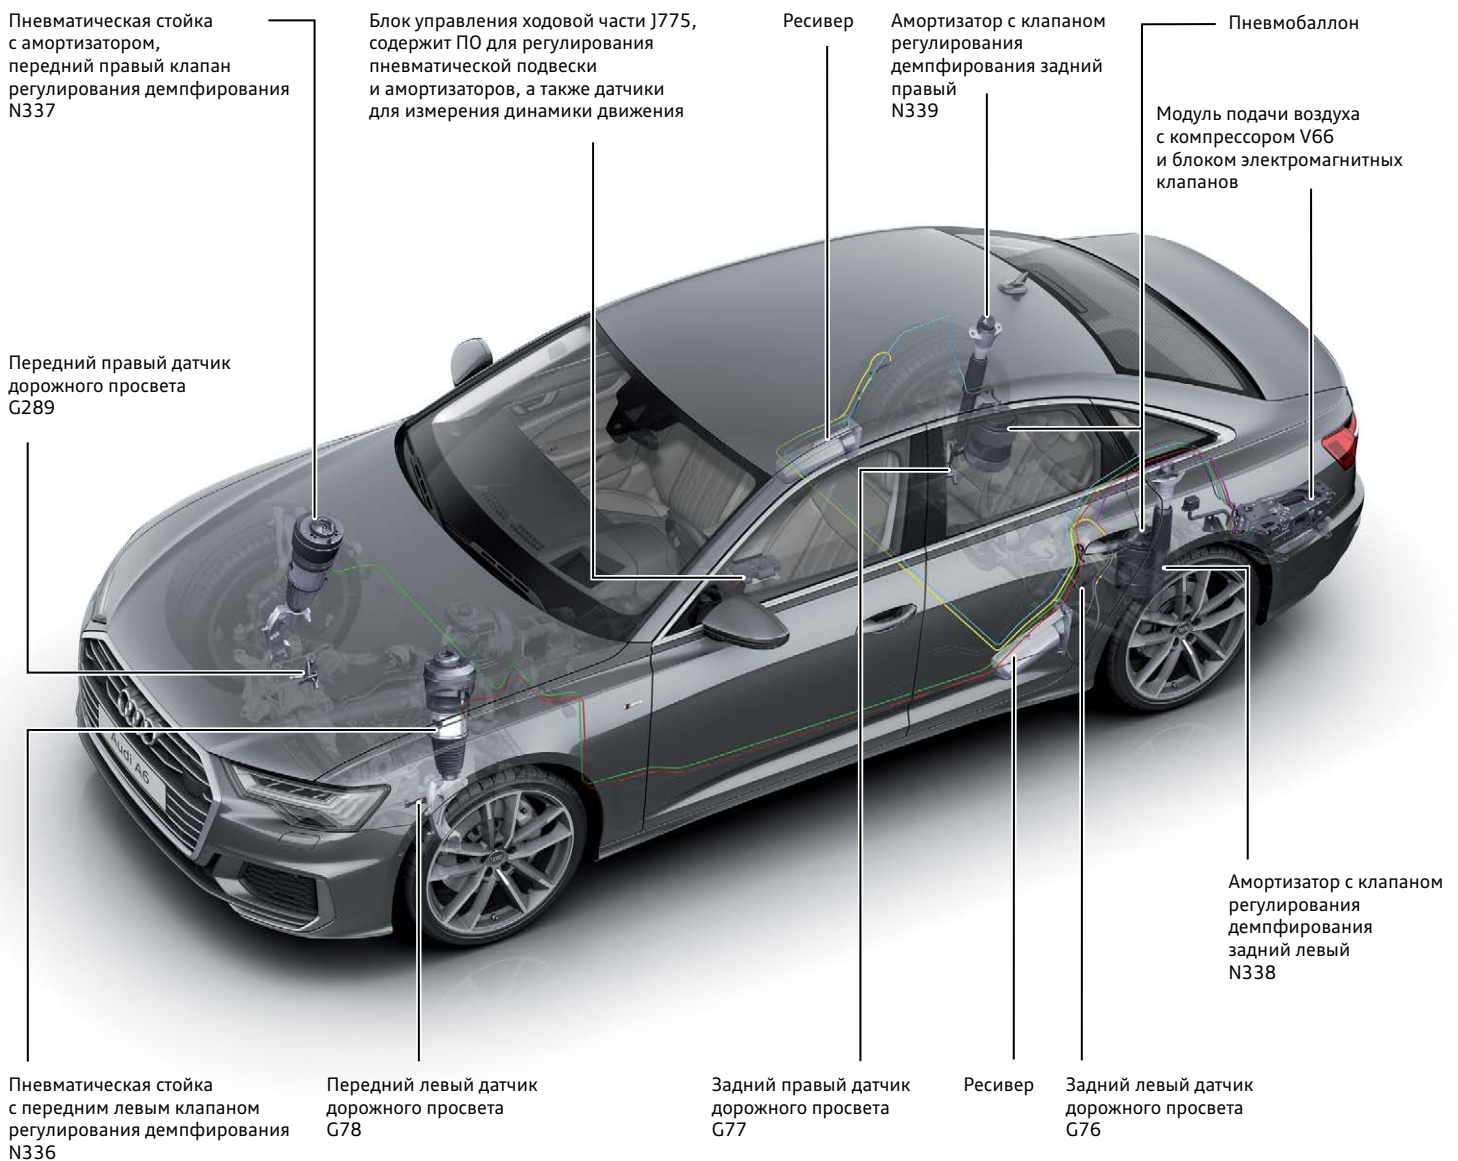 Пневматическая стойка
с амортизатором,
передний правый клапан
регулирования демпфирования
N337
Блок управления ходовой части J775,
содержит ПО для регулирования
пневматической подвески
и амортизаторов, а также датчики
для измерения динамики движения
Ресивер
Амортизатор с клапаном
регулирования
демпфирования задний
правый
N339
Пневмобаллон
Модуль подачи воздуха
с компрессором V66
и блоком электромагнитных
клапанов
Передний правый датчик
дорожного просвета
G289
Audi A6
Амортизатор с клапаном
регулирования
демпфирования
задний левый
N338
Пневматическая стойка
с передним левым клапаном
регулирования демпфирования
N336
Передний левый датчик
дорожного просвета
G78
Задний правый датчик
дорожного просвета
G77
Ресивер
Задний левый датчик
дорожного просвета
G76